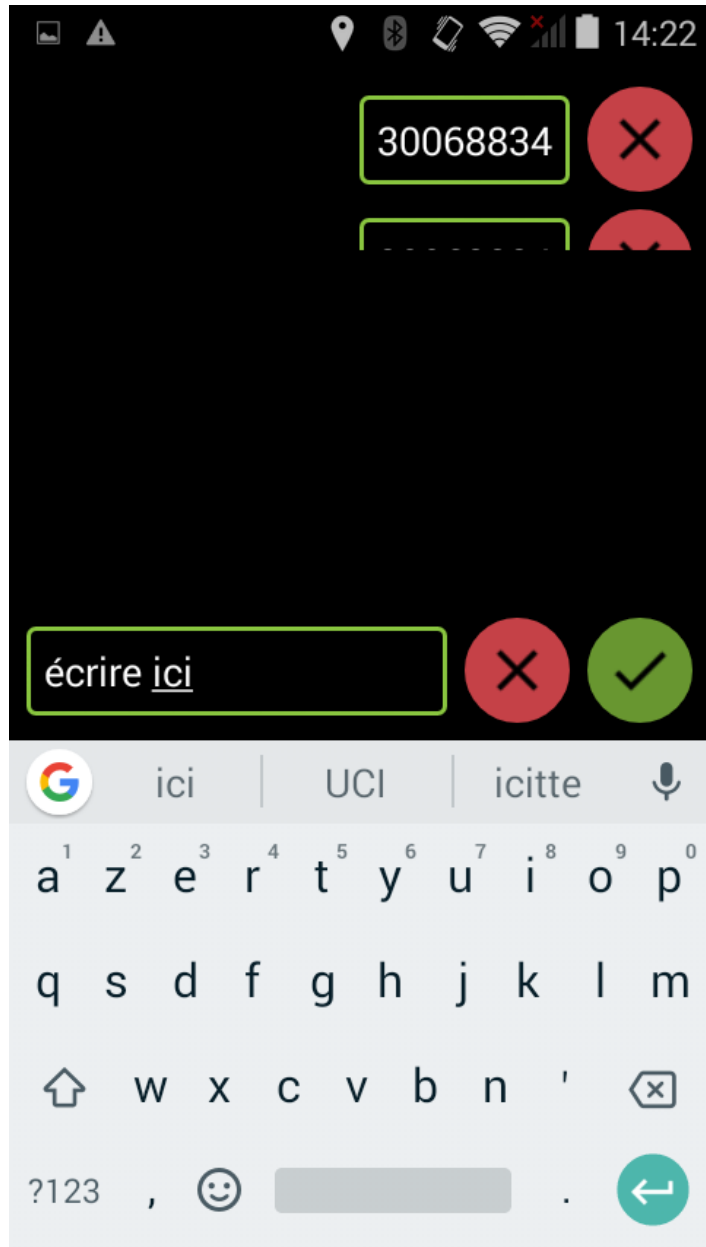 14:22
30068834
écrire ici
ici UCI icitte
a 1 z 2 e 3 r 4 t 5 y 6 u 7 i 8 o 9 p 0
q s d f g h j k l m
w x c v b n '
?123 , .